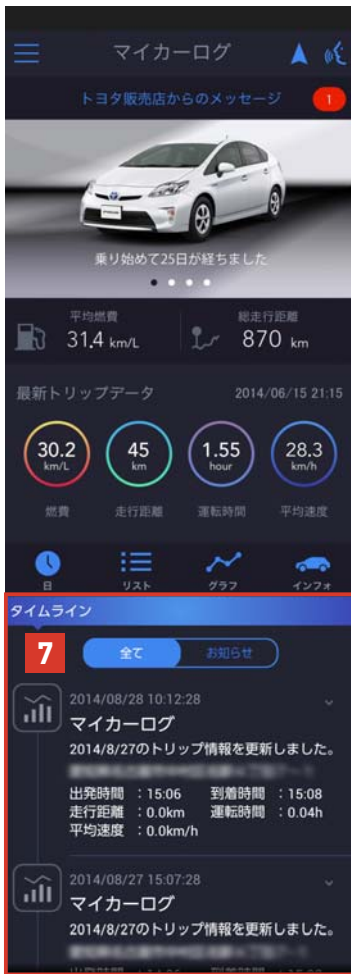 マイカーログ
トヨタ販売店からのメッセージ 1
乗り始めて25日が経ちました
平均燃費 総走行距離
31.4 km/L 870 km
最新トリップデータ 2014/06/15 21:15
30.2 45 1.55 28.3
km/L km hour km/h
燃費 走行距離 運転時間 平均速度
日 リスト グラフ インフォ
タイムライン
7 全て お知らせ
2014/08/28 10:12:28
マイカーログ
2014/8/27のトリップ情報を更新しました。
出発時間 : 15:06 到着時間 : 15:08
走行距離 : 0.0km 運転時間 : 0.04h
平均速度 : 0.0km/h
2014/08/27 15:07:28
マイカーログ
2014/8/27のトリップ情報を更新しました。